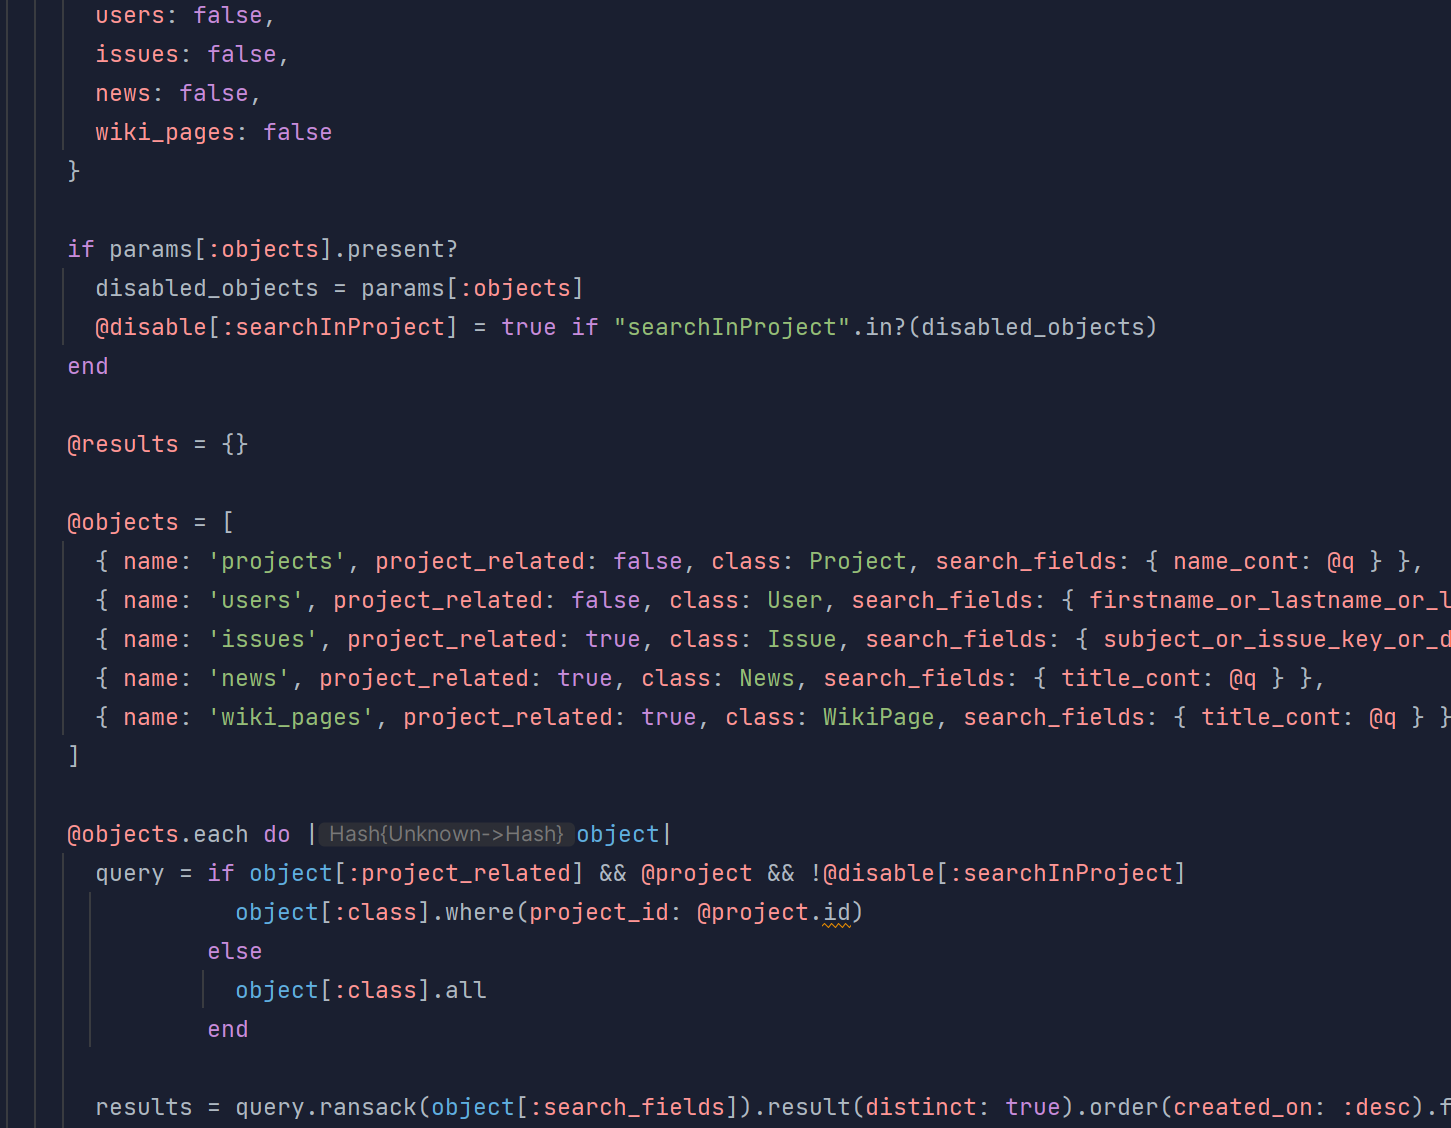 users: false,
issues: false,
news: false,
wiki_pages: false
}
if params[:objects].present?
disabled_objects = params[:objects]
@disable[:searchInProject] = true if "searchInProject".in?(disabled_objects)
end
@results = {}
@objects = [
{ name: 'projects', project_related: false, class: Project, search_fields: { name_cont: @q } },
{ name: 'users', project_related: false, class: User, search_fields: { firstname_or_lastname_or_l
{ name: 'issues', project_related: true, class: Issue, search_fields: { subject_or_issue_key_or_d
{ name: 'news', project_related: true, class: News, search_fields: { title_cont: @q } },
{ name: 'wiki_pages', project_related: true, class: WikiPage, search_fields: { title_cont: @q } }
]
@objects.each do | Hash{Unknown->Hash} object|
query = if object[:project_related] && @project && !@disable[:searchInProject]
object[:class].where(project_id: @project.id)
else
object[:class].all
end
results = query.ransack(object[:search_fields]).result(distinct: true).order(created_on: :desc).f